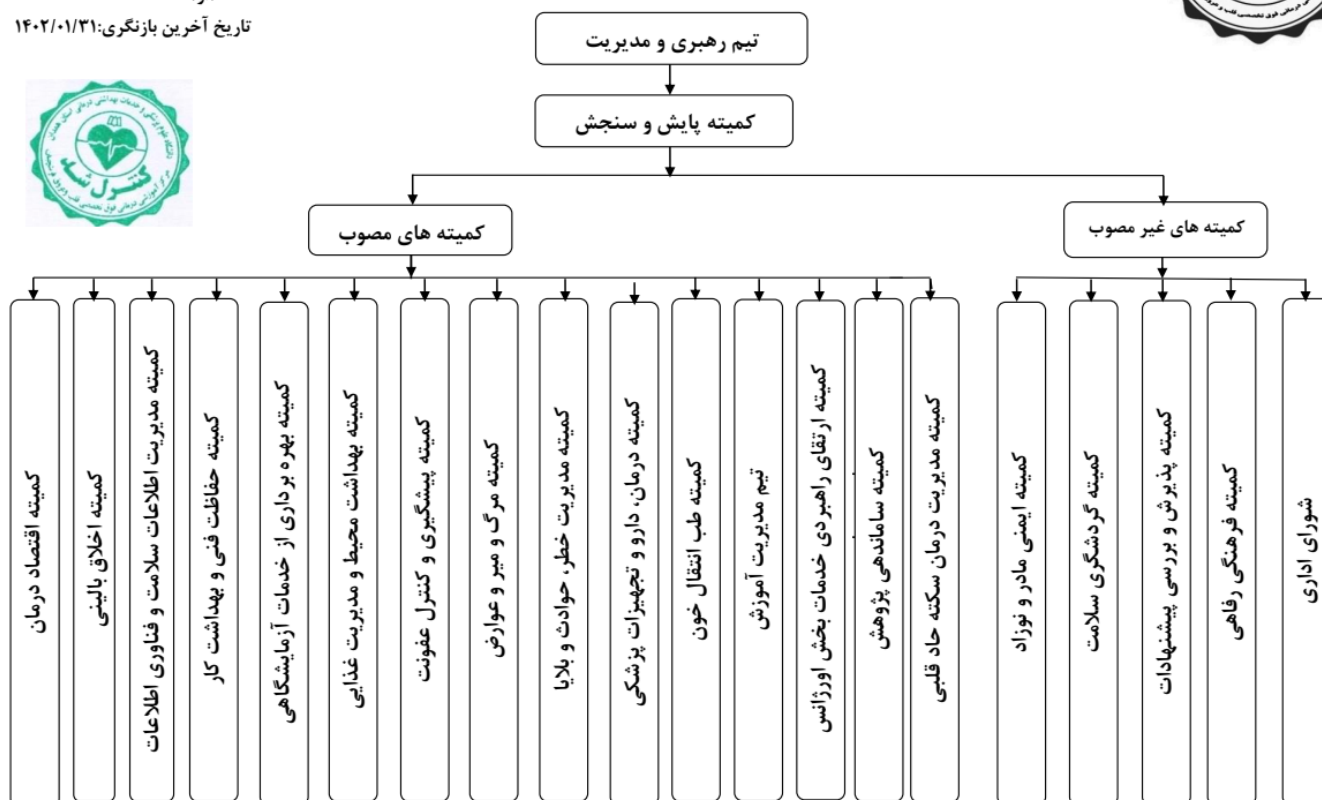 تاریخ آخرین بازنگری:۱۴۰۲/۰۱/۳۱
تیم رهبری و مدیریت
کمیته پایش و سنجش
کمیته های غیر مصوب
کمیته های مصوب
شورای اداری
کمیته فرهنگی رفاهی
کمیته پذیرش و بررسی پیشنهادات
کمیته گردشگری سلامت
کمیته ایمنی مادر و نوزاد
کمیته مدیریت درمان سکته حاد قلبی
کمیته ساماندهی پژوهش
کمیته ارتقای راهبردی خدمات بخش اورژانس
تیم مدیریت آموزش
کمیته طب انتقال خون
کمیته درمان، دارو و تجهیزات پزشکی
کمیته مدیریت خطر، حوادث و بلایا
کمیته مرگ و میر و عوارض
کمیته پیشگیری و کنترل عفونت
کمیته بهداشت محیط و مدیریت غذایی
کمیته بهره برداری از خدمات آزمایشگاهی
کمیته حفاظت فنی و بهداشت کار
کمیته مدیریت اطلاعات سلامت و فناوری اطلاعات
کمیته اخلاق بالینی
کمیته اقتصاد درمان
کنترل شد